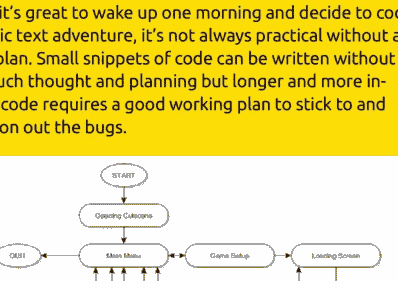 it's great to wake up one morning and decide to co
ic text adventure, it's not always practical without a
plan. Small snippets of code can be written without
uch thought and planning but longer and more in-
code requires a good working plan to stick to and
on out the bugs.
START
Opening Cutscene
QUIT
Main Menu
Game Setup
Loading Screen